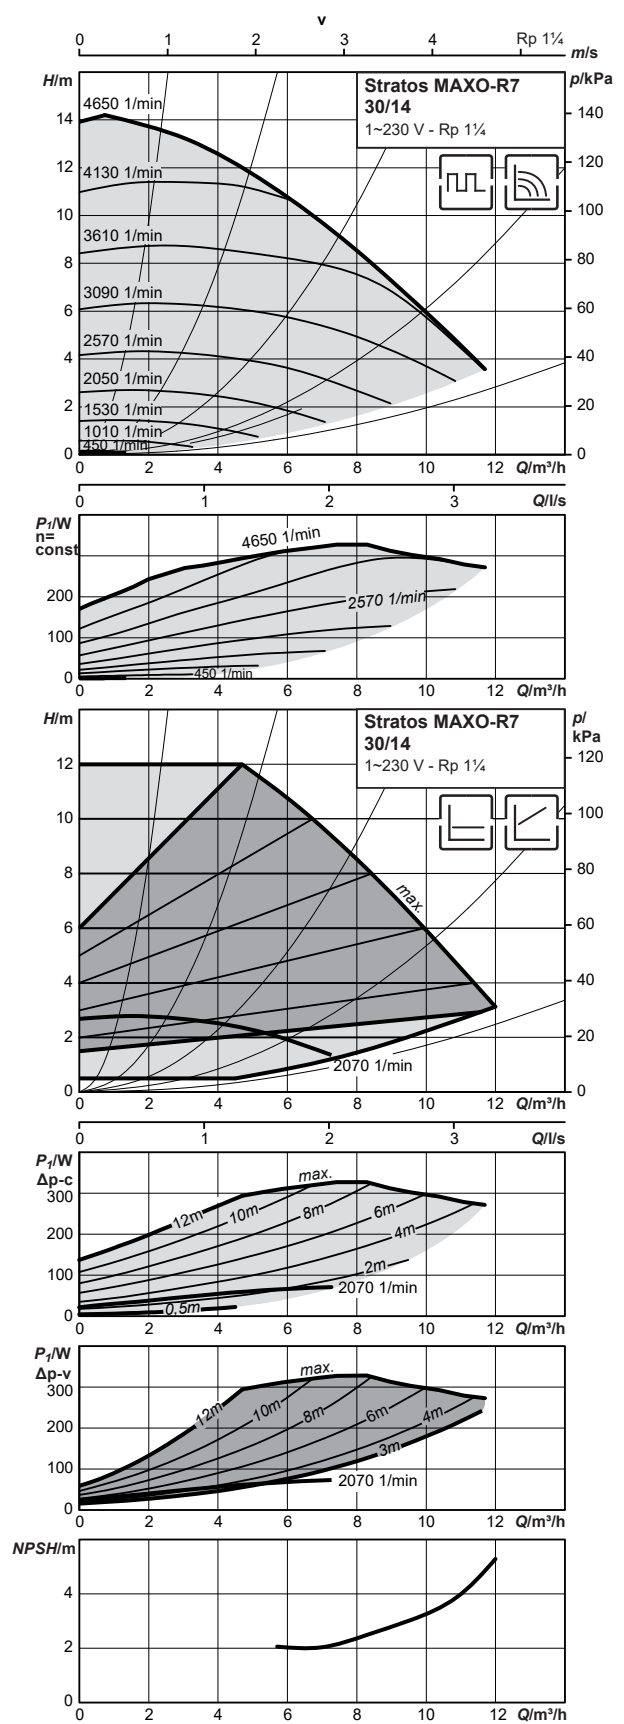 v
0 1 2 3 4 Rp 1¼
m/s
H/m p/kPa
Stratos MAXO-R7
30/14
1~230 V - Rp 1¼
4650 1/min
4130 1/min
3610 1/min
3090 1/min
2570 1/min
2050 1/min
1530 1/min
1010 1/min
450 1/min
14
12
10
8
6
4
2
0
140
120
100
80
60
40
20
0
0 2 4 6 8 10 Q/m³/h
0 1 2 3 Q/l/s
P₁/W
n=
const
4650 1/min
2570 1/min
450 1/min
200
100
0
0 2 4 6 8 10 Q/m³/h
H/m p/
kPa
Stratos MAXO-R7
30/14
1~230 V - Rp 1¼
12
10
8
6
4
2
0
120
100
80
60
40
20
0
max.
2070 1/min
0 2 4 6 8 10 Q/m³/h
0 1 2 3 Q/l/s
P₁/W
Δp-c
300
200
100
0
max.
12m
10m
8m
6m
4m
2m
2070 1/min
0.5m
0 2 4 6 8 10 12 Q/m³/h
P₁/W
Δp-v
300
200
100
0
max.
12m
10m
8m
6m
4m
3m
2070 1/min
0 2 4 6 8 10 12 Q/m³/h
NPSH/m
4
2
0
0 2 4 6 8 10 12 Q/m³/h